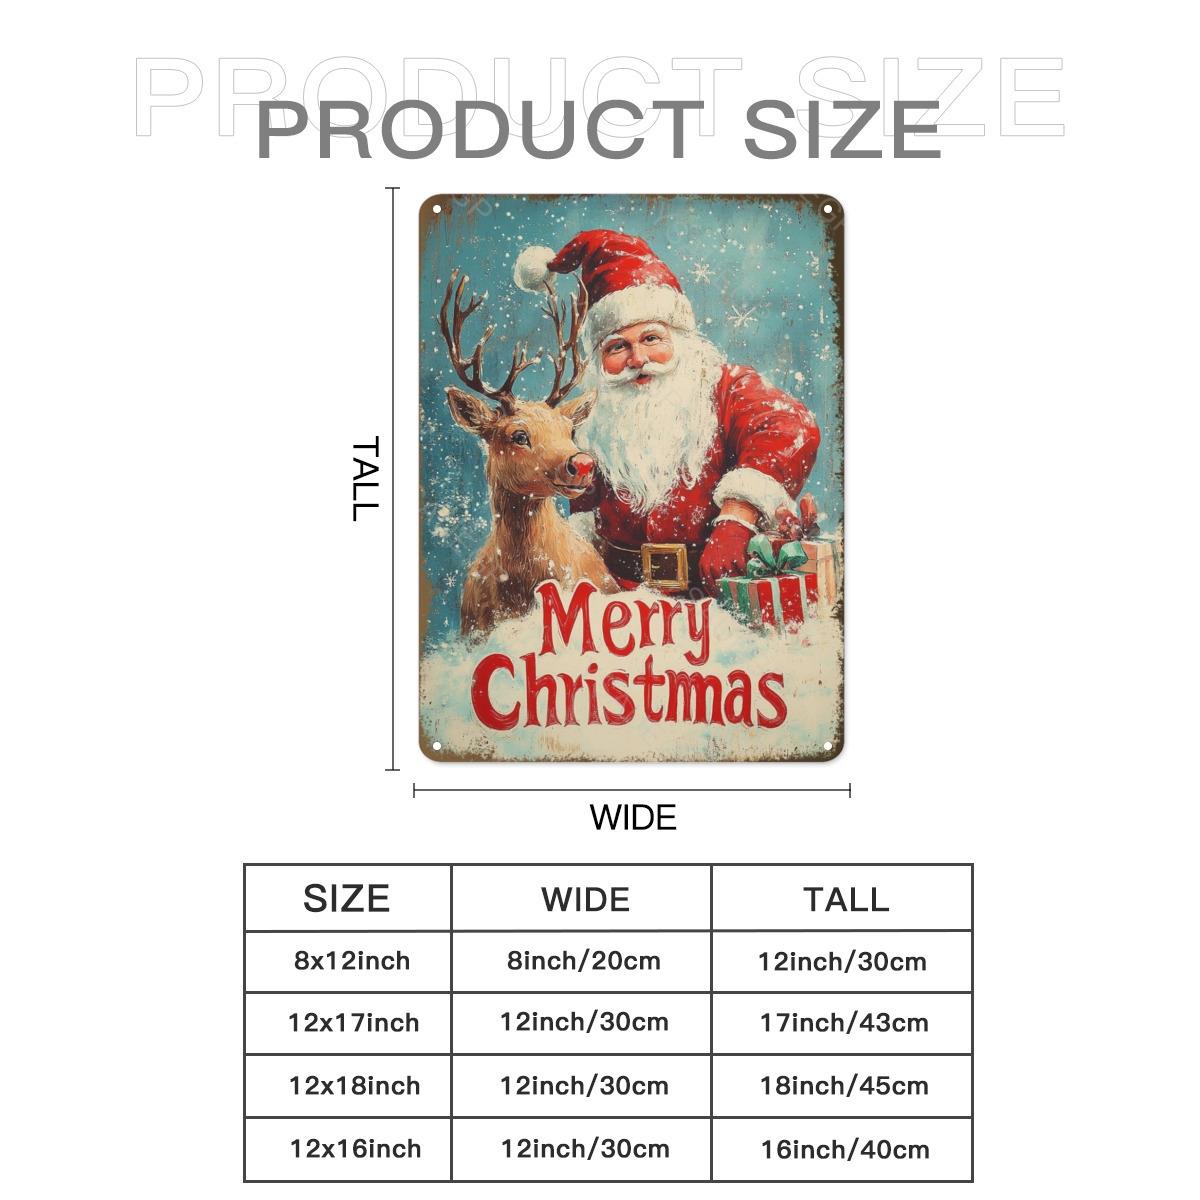 PRODUCT SIZE
PRODUCT SIZE
TALL
Merry
Christmas
WIDE
SIZE WIDE TALL
8x12inch 8inch/20cm 12inch/30cm
12x17inch 12inch/30cm 17inch/43cm
12x18inch 12inch/30cm 18inch/45cm
12x16inch 12inch/30cm 16inch/40cm